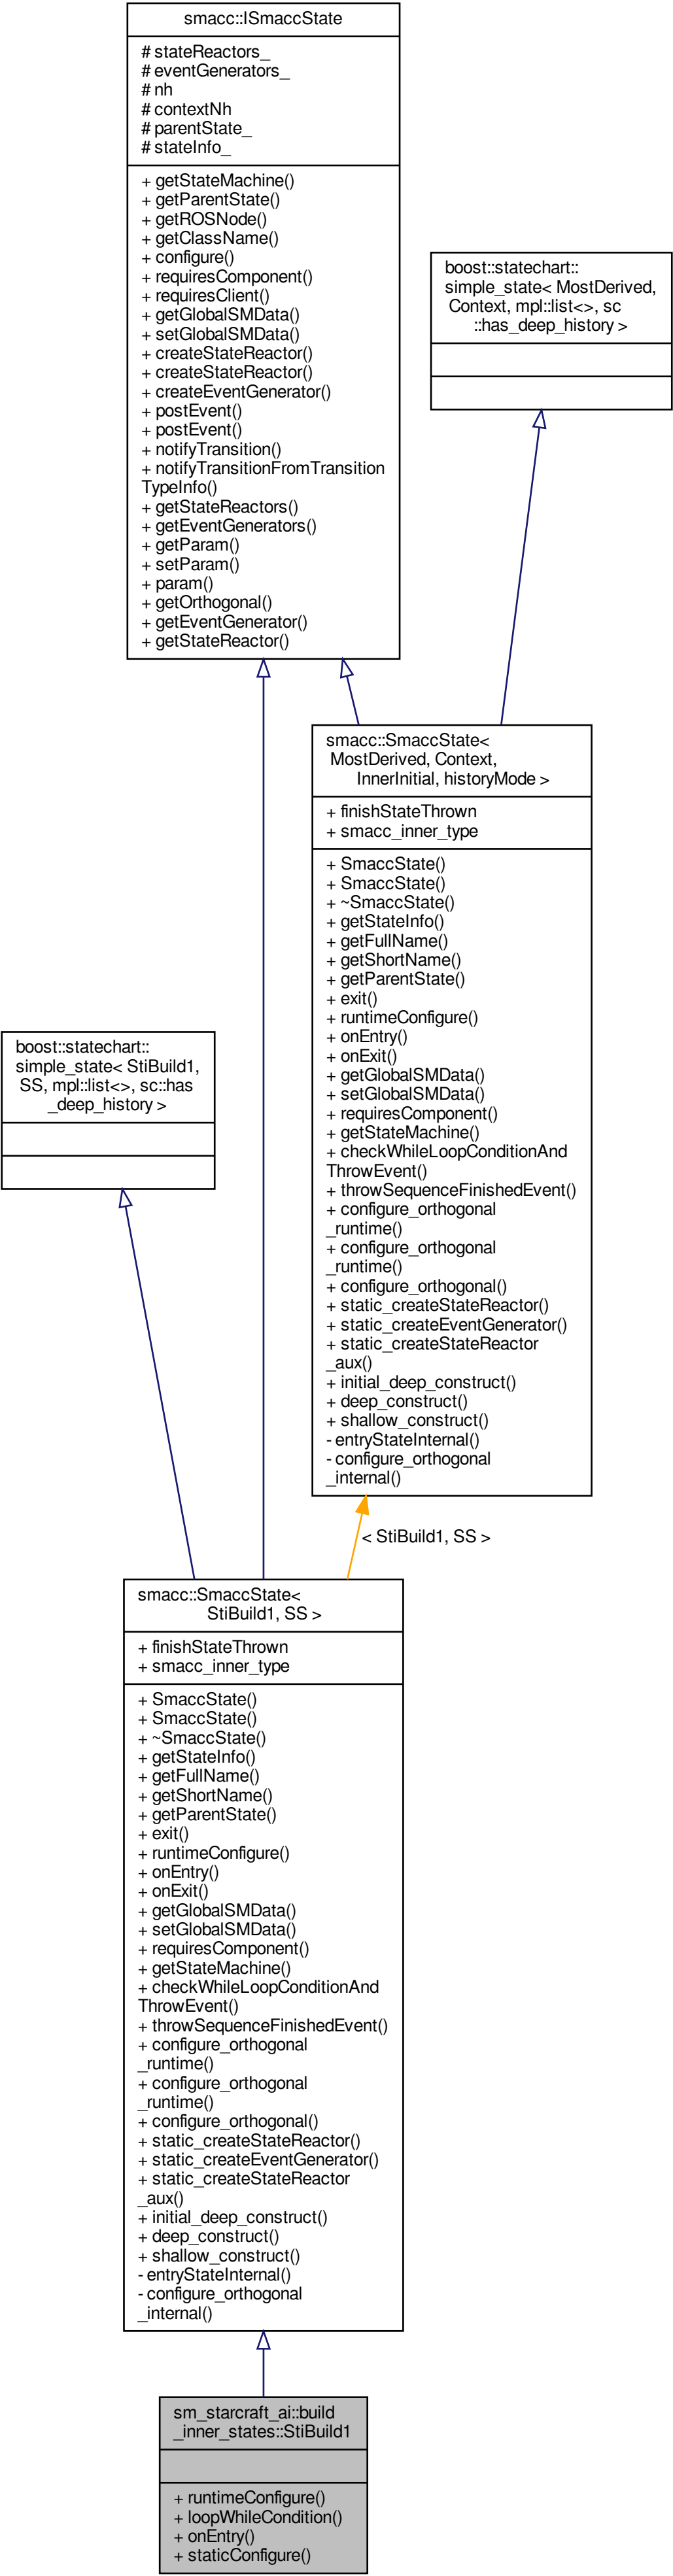 smacc::ISmaccState
# stateReactors_
# eventGenerators_
# nh
# contextNh
# parentState_
# stateInfo_
+ getStateMachine()
+ getParentState()
+ getROSNode()
+ getClassName()
+ configure()
+ requiresComponent()
+ requiresClient()
+ getGlobalSMData()
+ setGlobalSMData()
+ createStateReactor()
+ createStateReactor()
+ createEventGenerator()
+ postEvent()
+ postEvent()
+ notifyTransition()
+ notifyTransitionFromTransition
TypeInfo()
+ getStateReactors()
+ getEventGenerators()
+ getParam()
+ setParam()
+ param()
+ getOrthogonal()
+ getEventGenerator()
+ getStateReactor()
boost::statechart::
simple_state< MostDerived,
Context, mpl::list<>, sc
::has_deep_history >
smacc::SmaccState<
MostDerived, Context,
InnerInitial, historyMode >
+ finishStateThrown
+ smacc_inner_type
+ SmaccState()
+ SmaccState()
+ ~SmaccState()
+ getStateInfo()
+ getFullName()
+ getShortName()
+ getParentState()
+ exit()
+ runtimeConfigure()
+ onEntry()
+ onExit()
+ getGlobalSMData()
+ setGlobalSMData()
+ requiresComponent()
+ getStateMachine()
+ checkWhileLoopConditionAnd
ThrowEvent()
+ throwSequenceFinishedEvent()
+ configure_orthogonal
_runtime()
+ configure_orthogonal
_runtime()
+ configure_orthogonal()
+ static_createStateReactor()
+ static_createEventGenerator()
+ static_createStateReactor
_aux()
+ initial_deep_construct()
+ deep_construct()
+ shallow_construct()
- entryStateInternal()
- configure_orthogonal
_internal()
boost::statechart::
simple_state< StiBuild1,
SS, mpl::list<>, sc::has
_deep_history >
< StiBuild1, SS >
smacc::SmaccState<
StiBuild1, SS >
+ finishStateThrown
+ smacc_inner_type
+ SmaccState()
+ SmaccState()
+ ~SmaccState()
+ getStateInfo()
+ getFullName()
+ getShortName()
+ getParentState()
+ exit()
+ runtimeConfigure()
+ onEntry()
+ onExit()
+ getGlobalSMData()
+ setGlobalSMData()
+ requiresComponent()
+ getStateMachine()
+ checkWhileLoopConditionAnd
ThrowEvent()
+ throwSequenceFinishedEvent()
+ configure_orthogonal
_runtime()
+ configure_orthogonal
_runtime()
+ configure_orthogonal()
+ static_createStateReactor()
+ static_createEventGenerator()
+ static_createStateReactor
_aux()
+ initial_deep_construct()
+ deep_construct()
+ shallow_construct()
- entryStateInternal()
- configure_orthogonal
_internal()
sm_starcraft_ai::build
_inner_states::StiBuild1
+ runtimeConfigure()
+ loopWhileCondition()
+ onEntry()
+ staticConfigure()